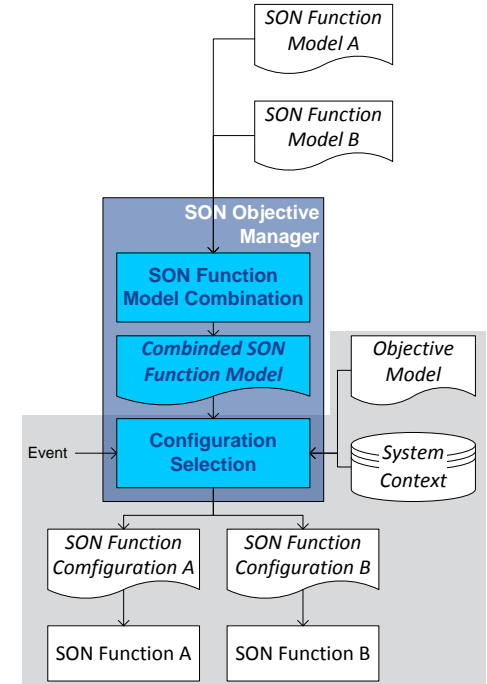 SON Function
Model A
SON Function
Model B
SON Objective
Manager
SON Function
Model Combination
Combinded SON
Function Model
Objective
Model
Event
Configuration
Selection
System
Context
SON Function
Comfiguration A
SON Function
Configuration B
SON Function A
SON Function B